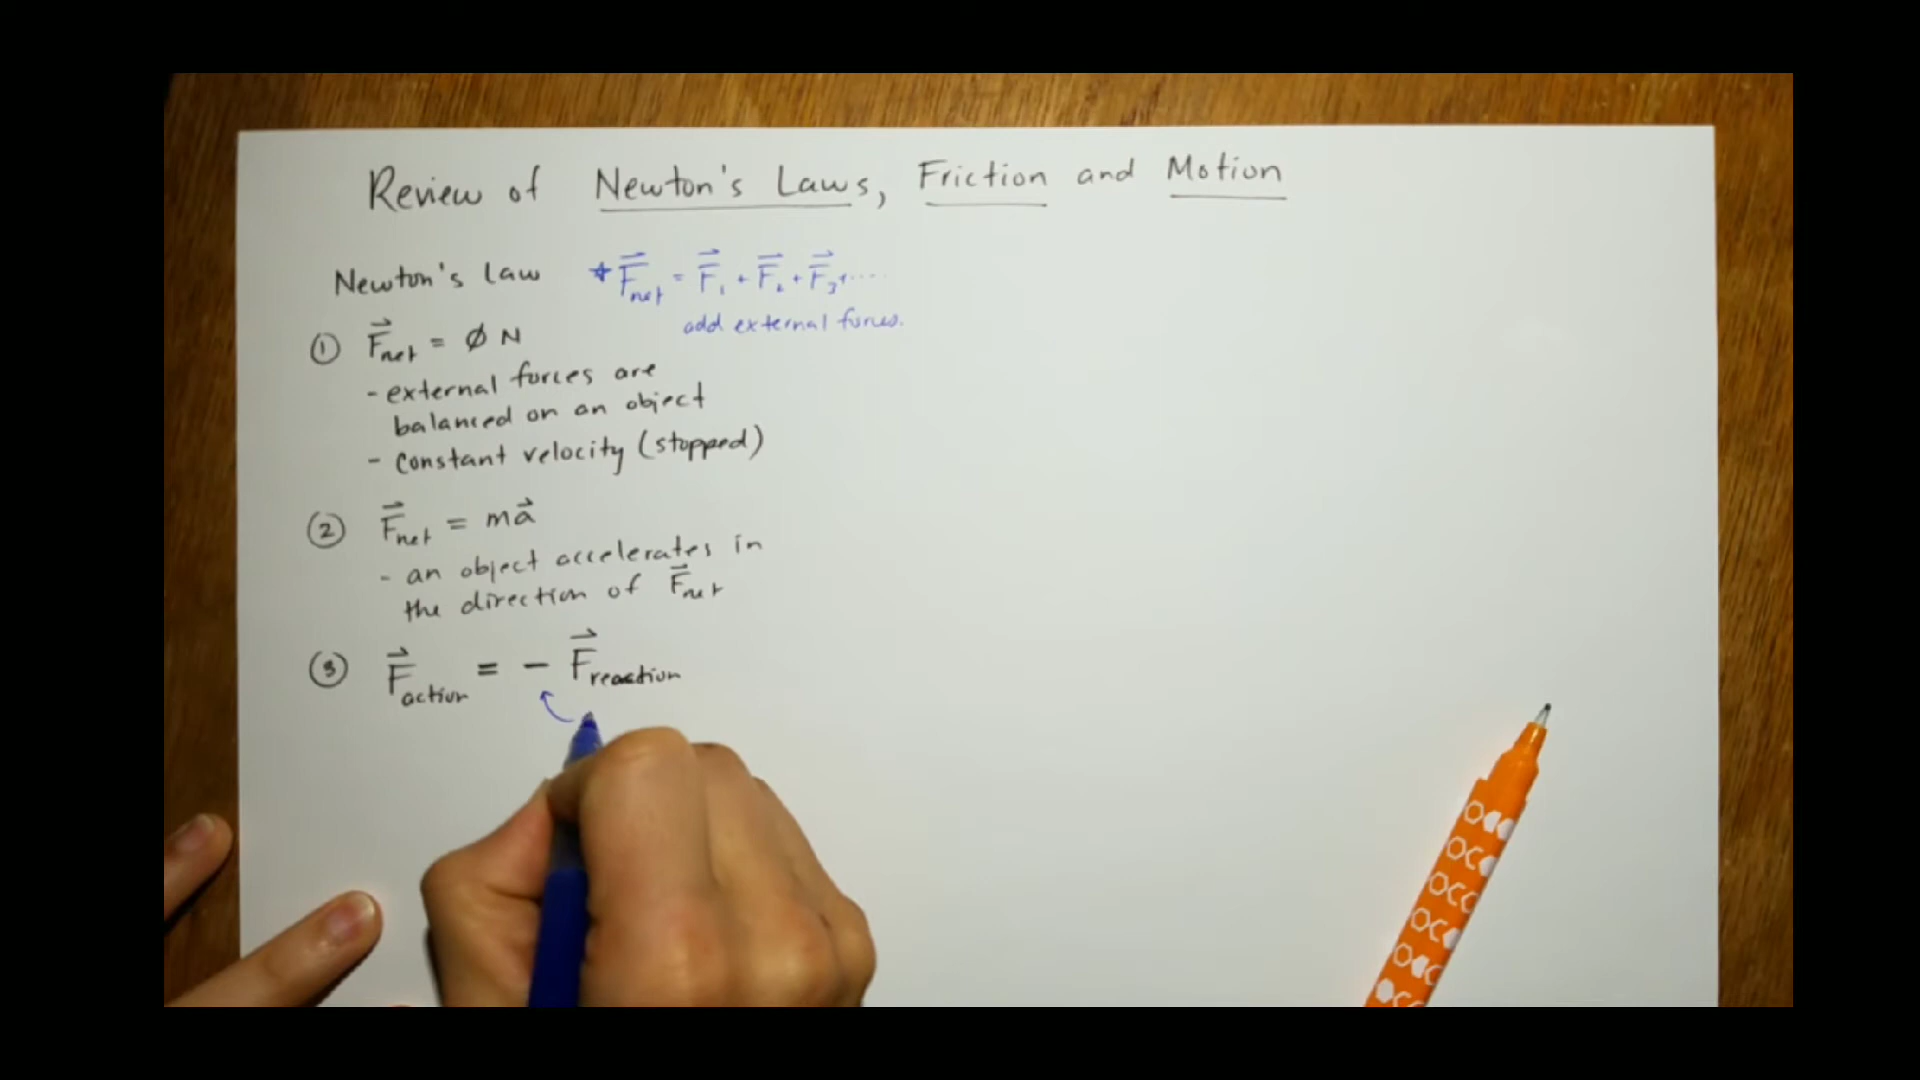 Review of Newton's Laws, Friction and Motion
Newton's Law
* F⃗net = F⃗1 + F⃗2 + F⃗3 + ....
add external forces.
① F⃗net = ∅ N
- external forces are
balanced on an object
- constant velocity (stopped)
② F⃗net = ma⃗
- an object accelerates in
the direction of F⃗net
③ F⃗action = - F⃗reaction